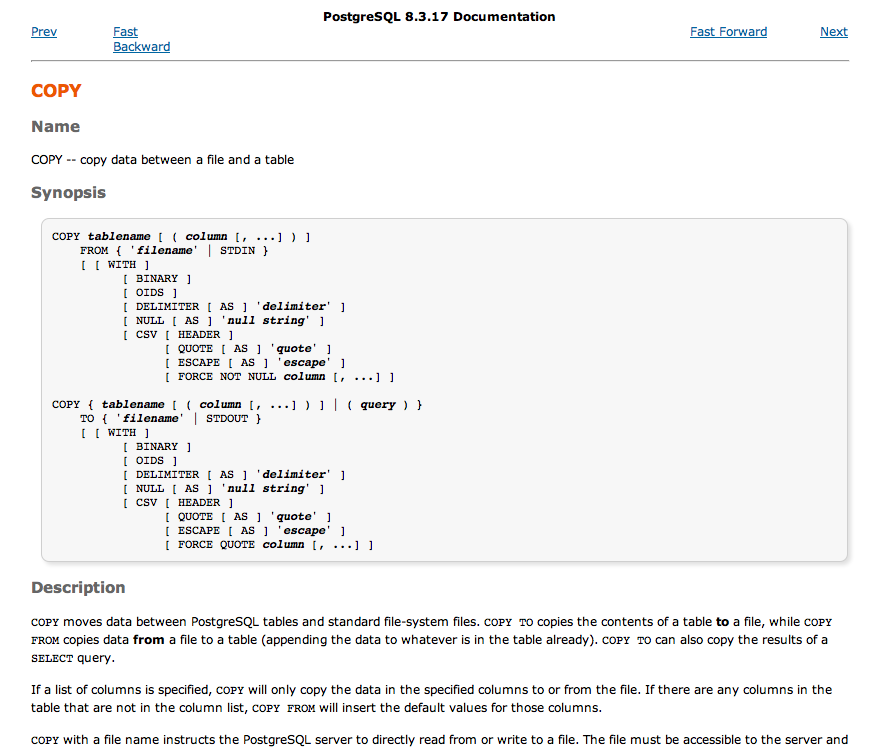 PostgreSQL 8.3.17 Documentation
Prev Fast Backward Fast Forward Next
COPY
Name
COPY -- copy data between a file and a table
Synopsis
COPY tablename [ ( column [, ...] ) ]
    FROM { 'filename' | STDIN }
    [ [ WITH ]
          [ BINARY ]
          [ OIDS ]
          [ DELIMITER [ AS ] 'delimiter' ]
          [ NULL [ AS ] 'null string' ]
          [ CSV [ HEADER ]
                [ QUOTE [ AS ] 'quote' ]
                [ ESCAPE [ AS ] 'escape' ]
                [ FORCE NOT NULL column [, ...] ]
COPY { tablename [ ( column [, ...] ) ] | ( query ) }
    TO { 'filename' | STDOUT }
    [ [ WITH ]
          [ BINARY ]
          [ OIDS ]
          [ DELIMITER [ AS ] 'delimiter' ]
          [ NULL [ AS ] 'null string' ]
          [ CSV [ HEADER ]
                [ QUOTE [ AS ] 'quote' ]
                [ ESCAPE [ AS ] 'escape' ]
                [ FORCE QUOTE column [, ...] ]
Description
COPY moves data between PostgreSQL tables and standard file-system files. COPY TO copies the contents of a table to a file, while COPY
FROM copies data from a file to a table (appending the data to whatever is in the table already). COPY TO can also copy the results of a
SELECT query.
If a list of columns is specified, COPY will only copy the data in the specified columns to or from the file. If there are any columns in the
table that are not in the column list, COPY FROM will insert the default values for those columns.
COPY with a file name instructs the PostgreSQL server to directly read from or write to a file. The file must be accessible to the server and